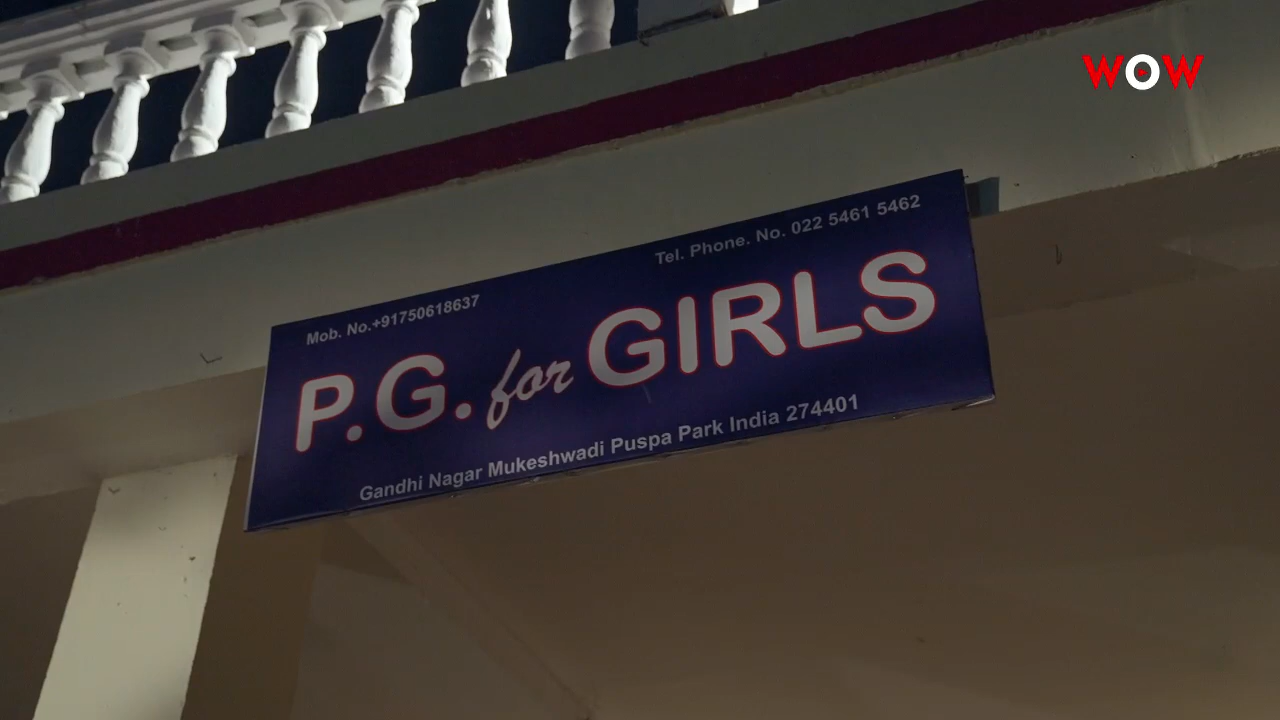 WOW
Mob. No.+91750618637
Tel. Phone. No. 022 5461 5462
P.G. for GIRLS
Gandhi Nagar Mukeshwadi Puspa Park India 274401